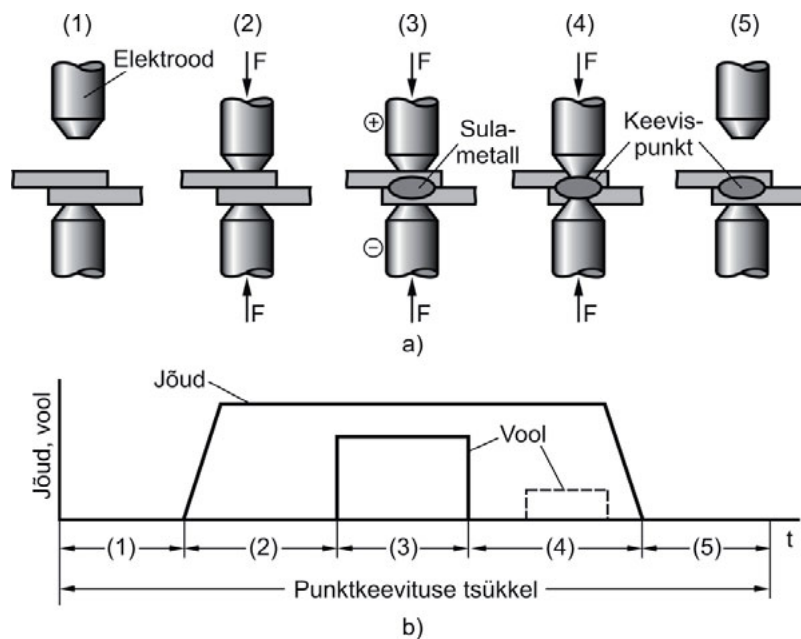 (1) (2) (3) (4) (5)
Elektrood
F F F
Sula-
metall
Keevis-
punkt
+
−
F F F
a)
Jõud, vool
Jõud
Vool
t
(1) (2) (3) (4) (5)
Punktkeevituse tsükkel
b)